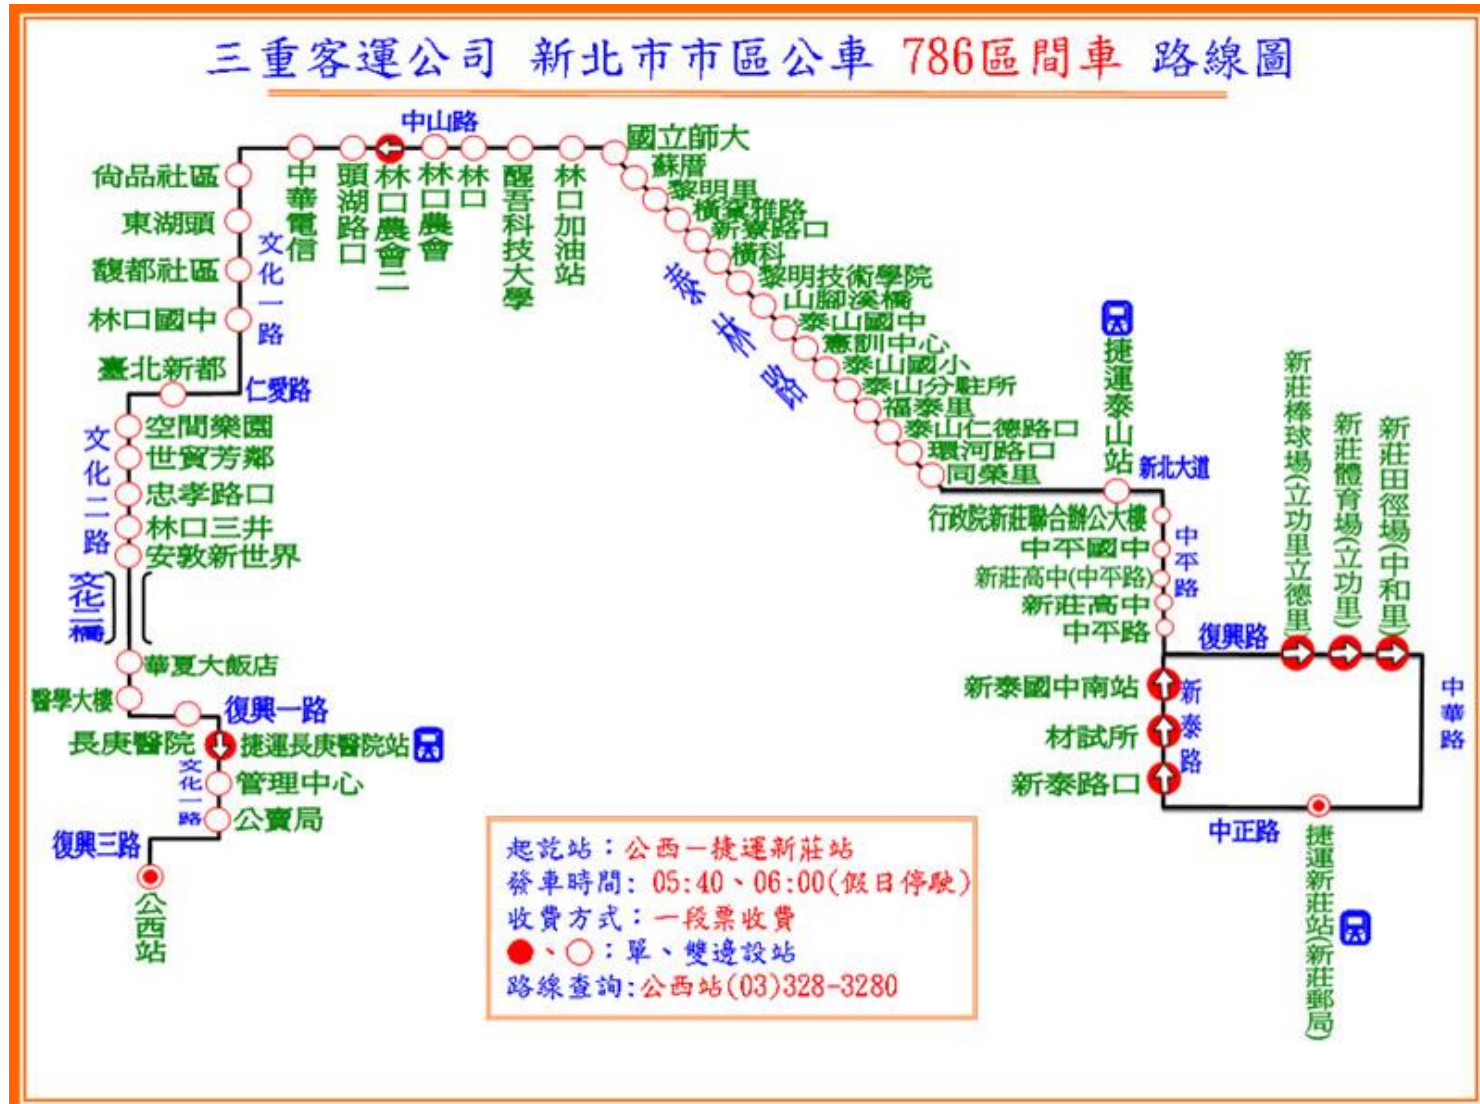 三重客運公司 新北市市區公車 786區間車 路線圖
中山路
國立師大
蘇厝
黎明里
橫窠雅路
新寮路口
橫科
黎明技術學院
山腳溪橋
泰山國中
憲訓中心
泰山國小
泰山分駐所
福泰里
泰山仁德路口
環河路口
同榮里
泰林路
林口加油站
醒吾科技大學
林口
林口農會
林口農會二
頭湖路口
中華電信
尚品社區
東湖頭
馥都社區
林口國中
文化一路
臺北新都
仁愛路
空間樂園
世貿芳鄰
忠孝路口
林口三井
安敦新世界
文化二路
文化二橋
華夏大飯店
醫學大樓
復興一路
長庚醫院
捷運長庚醫院站
文化一路
管理中心
公賣局
復興三路
公西站
捷運泰山站
新北大道
行政院新莊聯合辦公大樓
中平國中
新莊高中(中平路)
新莊高中
中平路
中平路
復興路
新莊棒球場(立功里立德里)
新莊體育場(立功里)
新莊田徑場(中和里)
中華路
新泰國中南站
材試所
新泰路口
新泰路
中正路
捷運新莊站(新莊郵局)
起訖站：公西－捷運新莊站
發車時間: 05:40、06:00(假日停駛)
收費方式：一段票收費
●、○：單、雙邊設站
路線查詢:公西站(03)328-3280